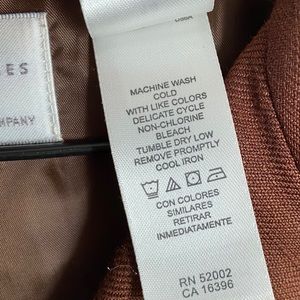 ES
MPANY
MACHINE WASH
COLD
WITH LIKE COLORS
DELICATE CYCLE
NON-CHLORINE
BLEACH
TUMBLE DRY LOW
REMOVE PROMPTLY
COOL IRON
CON COLORES
SIMILARES
RETIRAR
INMEDIATAMENTE
RN 52002
CA 16396